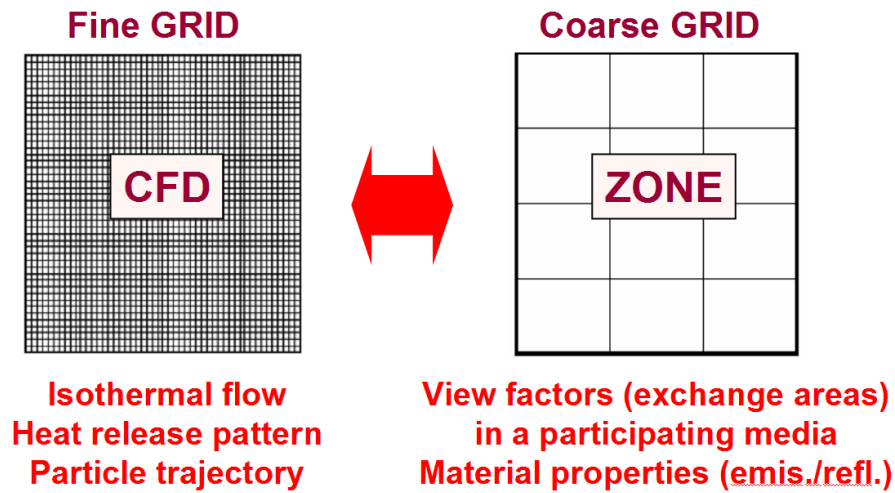 Fine GRID
CFD
Isothermal flow
Heat release pattern
Particle trajectory
Coarse GRID
ZONE
View factors (exchange areas)
in a participating media
Material properties (emis./refl.)